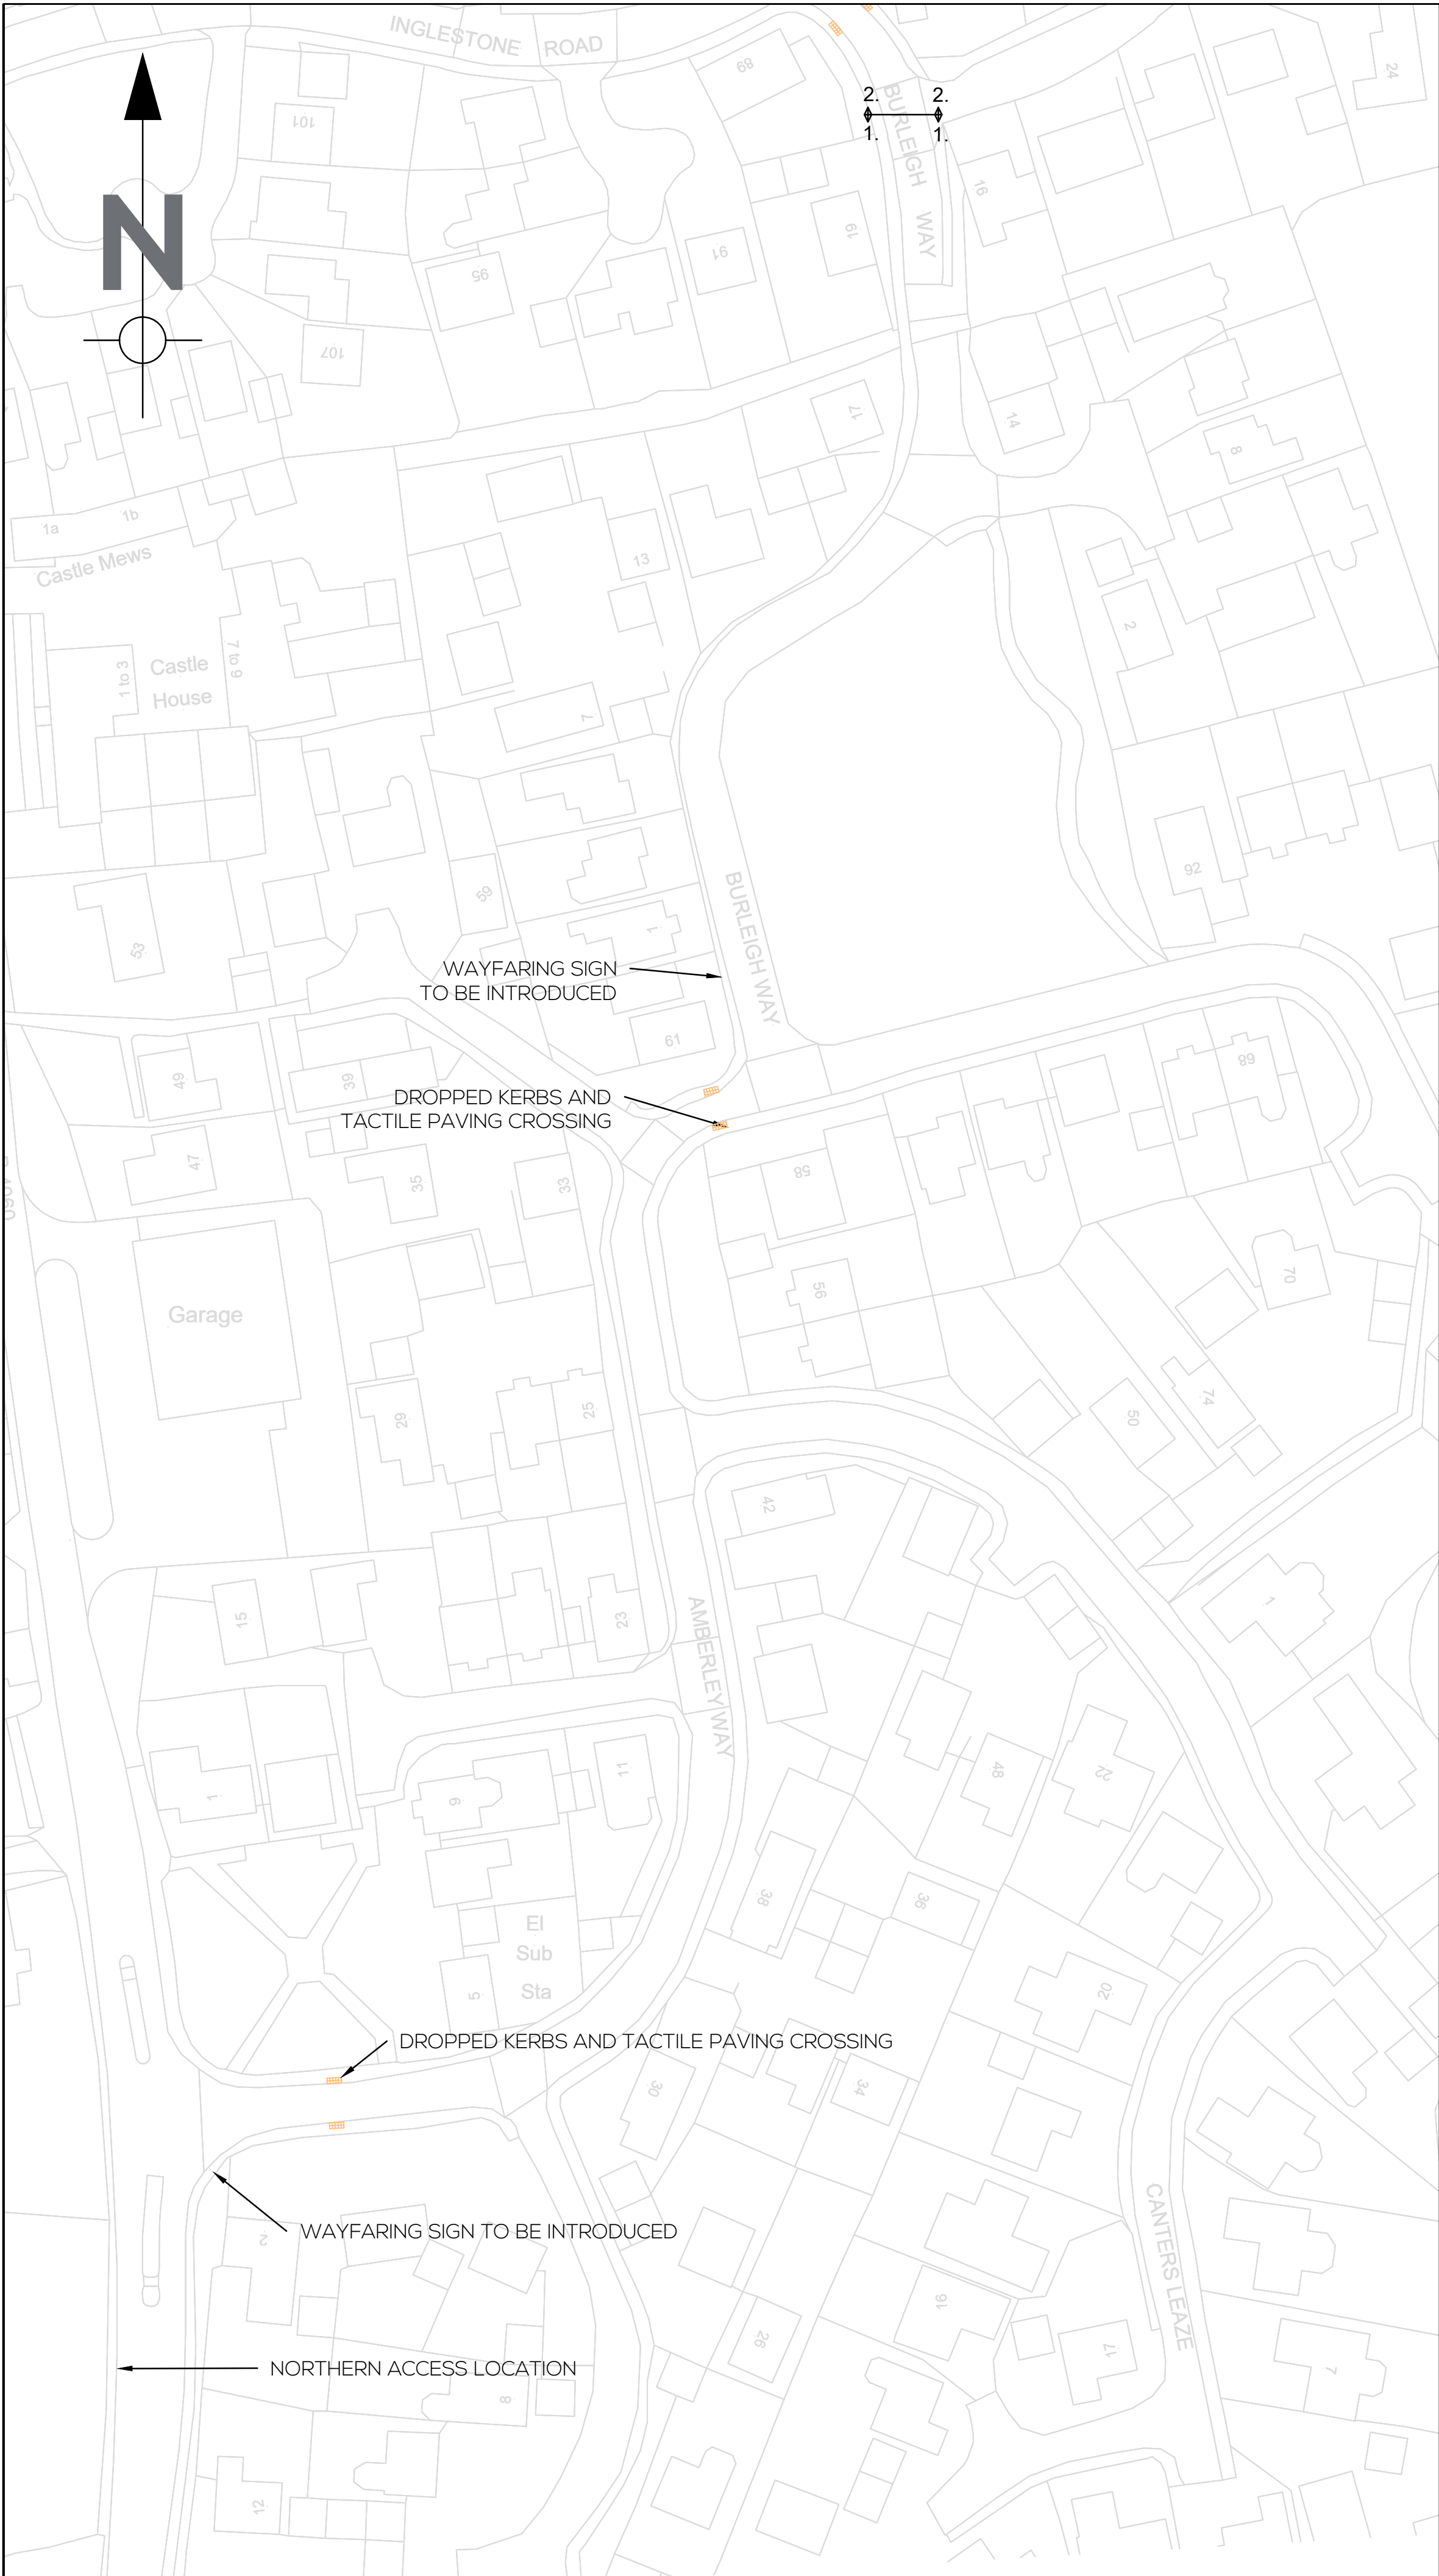 INGLESTONE ROAD
89
24
101
2. 2.
1. 1.
BURLEIGH WAY
16
N
19
91
95
107
17
14
8
1a
1b
Castle Mews
13
2
1 to 3
Castle
House
7 to 9
7
92
59
53
1
BURLEIGH WAY
WAYFARING SIGN
TO BE INTRODUCED
61
89
49
39
DROPPED KERBS AND
TACTILE PAVING CROSSING
47
35
33
58
56
70
Garage
74
50
29
25
42
15
23
1
AMBERLEY WAY
11
1
9
48
22
38
36
El
Sub
Sta
5
20
DROPPED KERBS AND TACTILE PAVING CROSSING
30
34
WAYFARING SIGN TO BE INTRODUCED
2
CANTERS LEAZE
16
26
17
7
NORTHERN ACCESS LOCATION
8
12